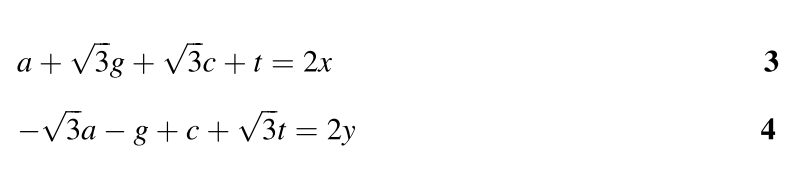 a + √3g + √3c + t = 2x 3
−√3a − g + c + √3t = 2y 4